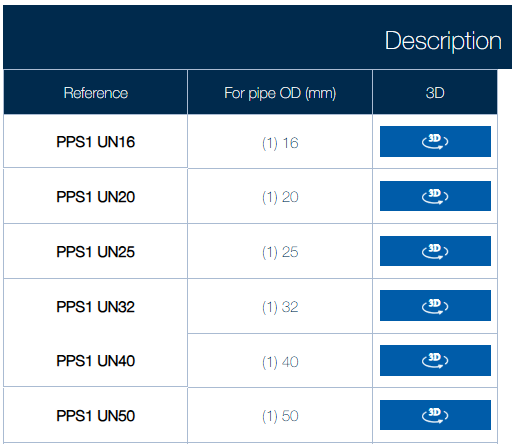 Description
Reference For pipe OD (mm) 3D
PPS1 UN16 (1) 16 3D
PPS1 UN20 (1) 20 3D
PPS1 UN25 (1) 25 3D
PPS1 UN32 (1) 32 3D
PPS1 UN40 (1) 40 3D
PPS1 UN50 (1) 50 3D